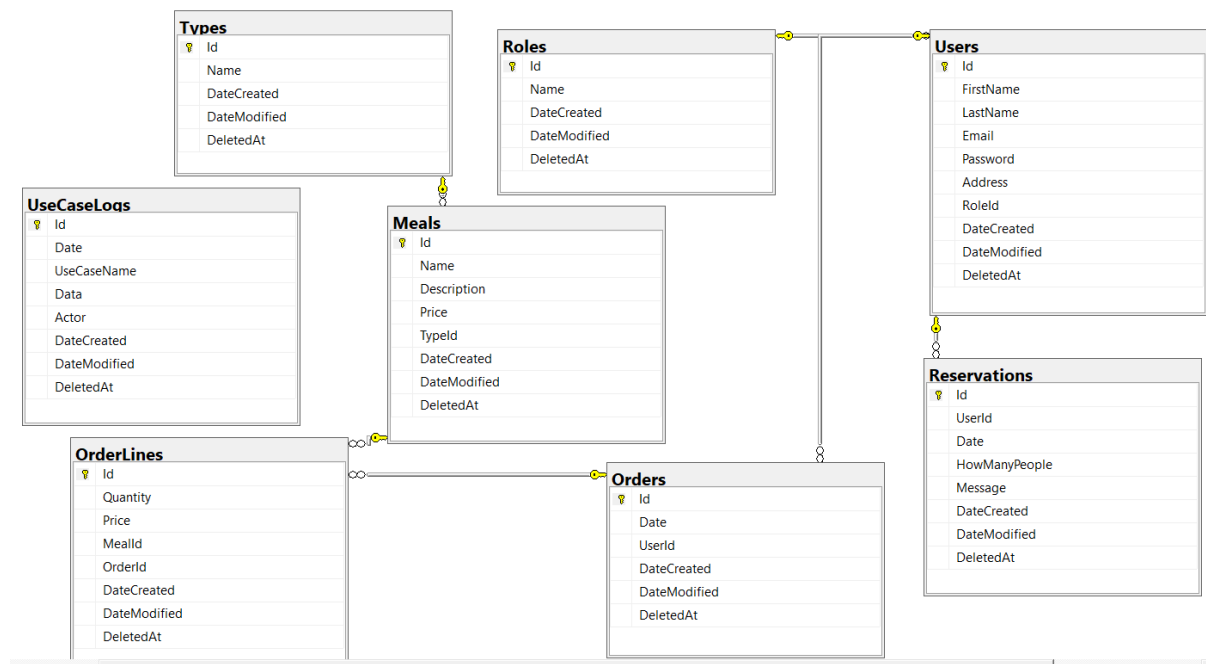 Types
Id
Name
DateCreated
DateModified
DeletedAt
Roles
Id
Name
DateCreated
DateModified
DeletedAt
Users
Id
FirstName
LastName
Email
Password
Address
RoleId
DateCreated
DateModified
DeletedAt
UseCaseLogs
Id
Date
UseCaseName
Data
Actor
DateCreated
DateModified
DeletedAt
Meals
Id
Name
Description
Price
TypeId
DateCreated
DateModified
DeletedAt
Reservations
Id
UserId
Date
HowManyPeople
Message
DateCreated
DateModified
DeletedAt
OrderLines
Id
Quantity
Price
MealId
OrderId
DateCreated
DateModified
DeletedAt
Orders
Id
Date
UserId
DateCreated
DateModified
DeletedAt